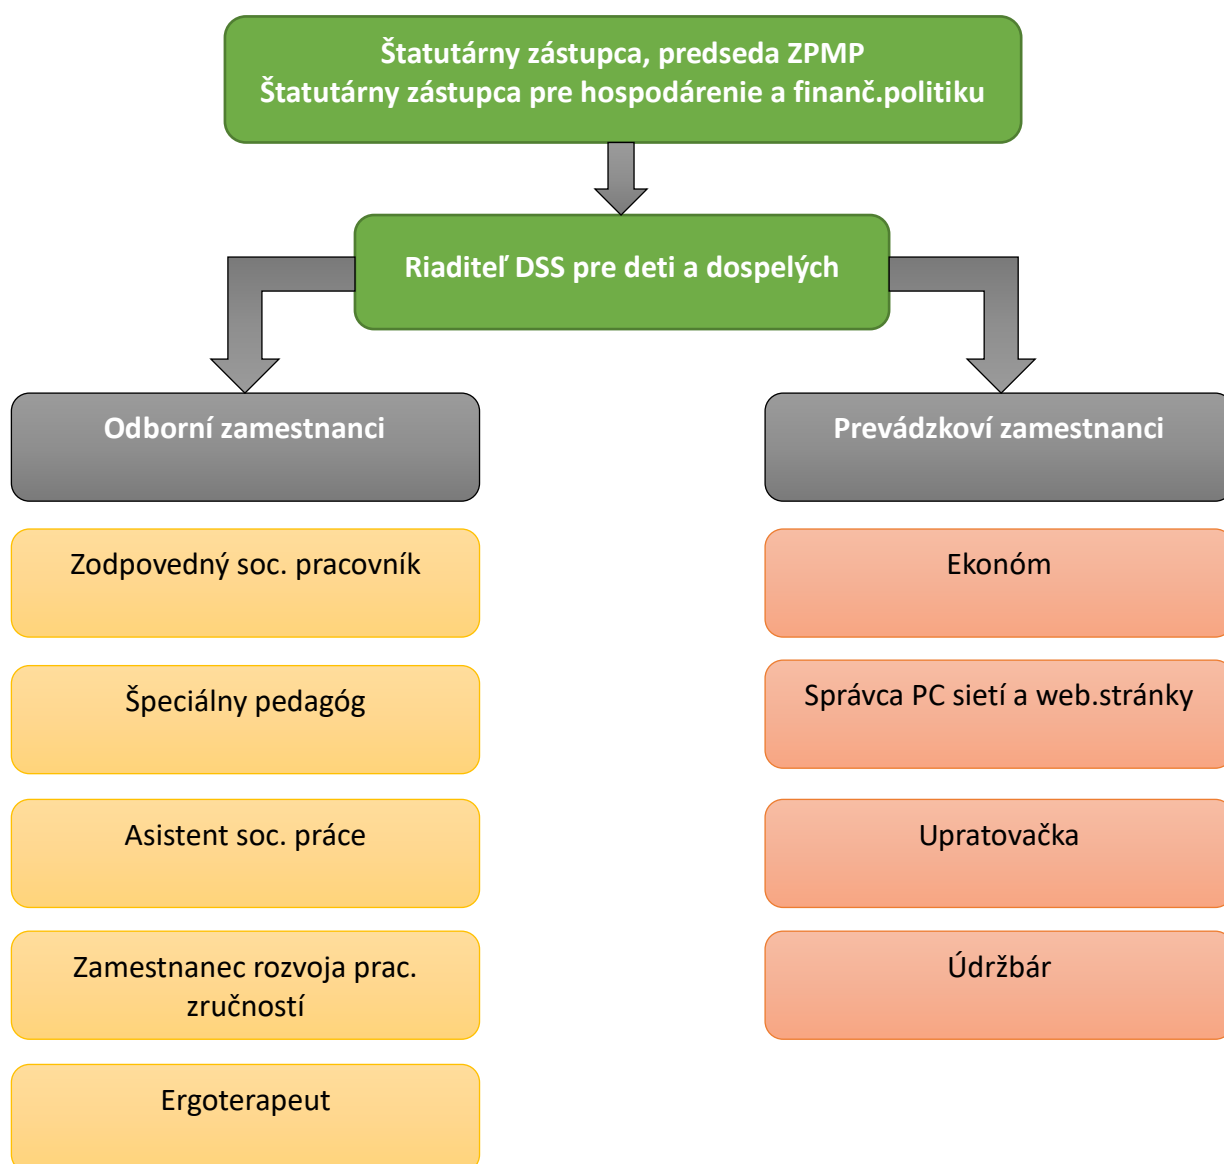 Štatutárny zástupca, predseda ZPMP
Štatutárny zástupca pre hospodárenie a finanč.politiku
Riaditeľ DSS pre deti a dospelých
Odborní zamestnanci
Zodpovedný soc. pracovník
Špeciálny pedagóg
Asistent soc. práce
Zamestnanec rozvoja prac.
zručností
Ergoterapeut
Prevádzkoví zamestnanci
Ekonóm
Správca PC sietí a web.stránky
Upratovačka
Údržbár